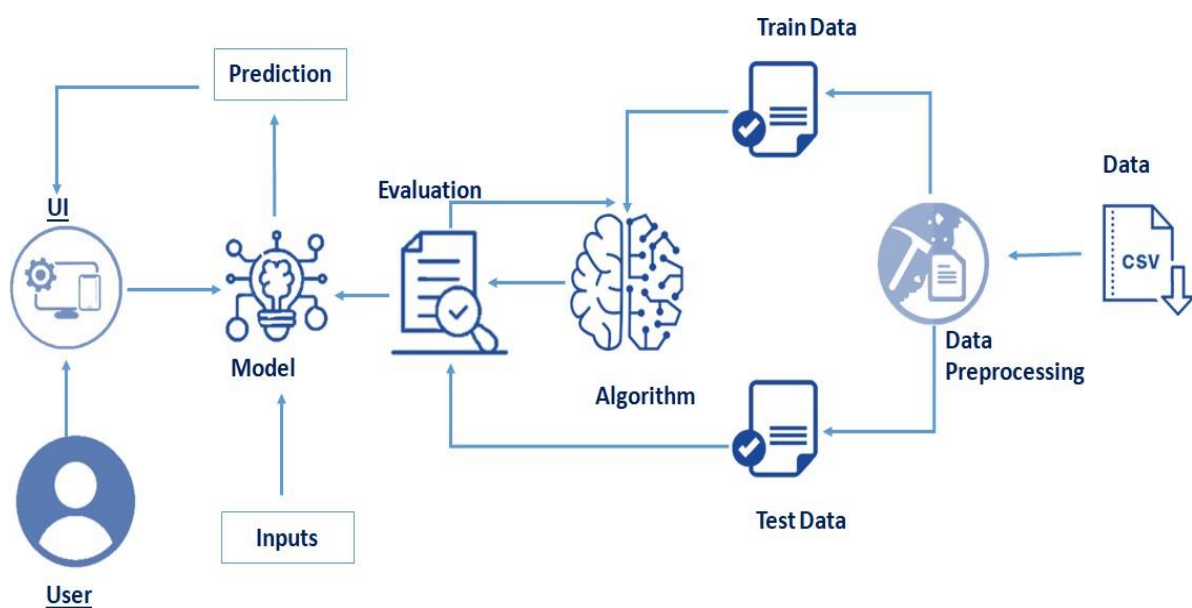 Train Data
Prediction
Data
Evaluation
UI
CSV
Model
Data
Preprocessing
Algorithm
Inputs
Test Data
User